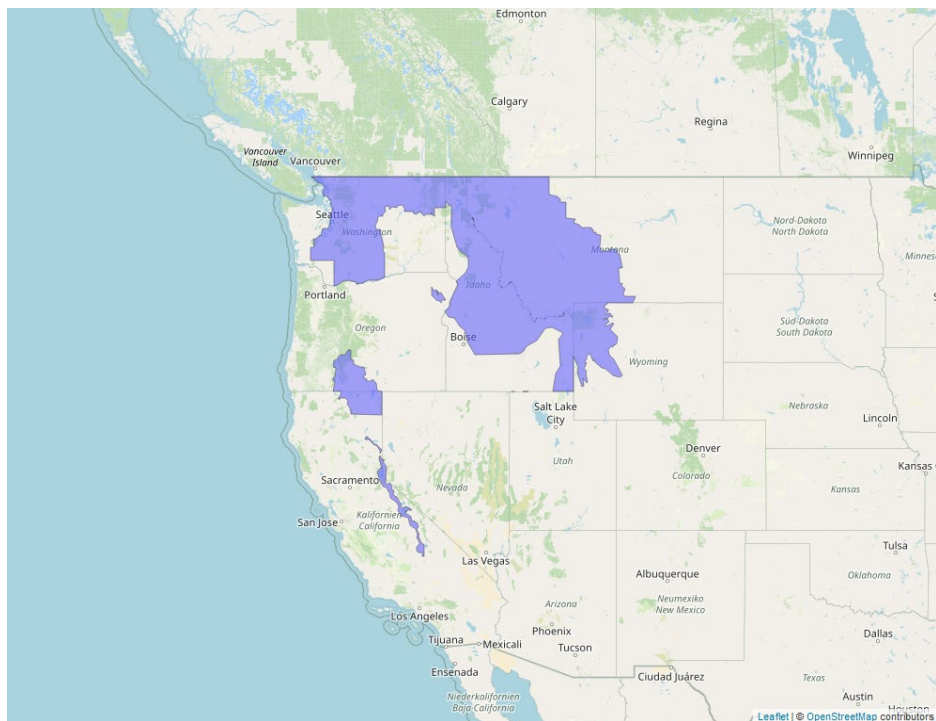 Edmonton
Calgary
Regina
Vancouver
Island
Vancouver
Winnipeg
Seattle
Washington
Nord-Dakota
North Dakota
Montana
Minnes
Portland
Idaho
Süd-Dakota
South Dakota
Oregon
Boise
Wyoming
Salt Lake
City
Nebraska
Lincoln
Denver
Colorado
Utah
Kansas
Kansas
Sacramento
Nevada
Kalifornien
California
San Jose
Las Vegas
Tulsa
Oklahoma
Albuquerque
Neumexiko
New Mexico
Arizona
Los Angeles
Phoenix
Tucson
Dallas
Tijuana
Mexicali
Ensenada
Ciudad Juárez
Texas
Niederkalifornien
Baja California
Austin
Houston
Leaflet | © OpenStreetMap contributors